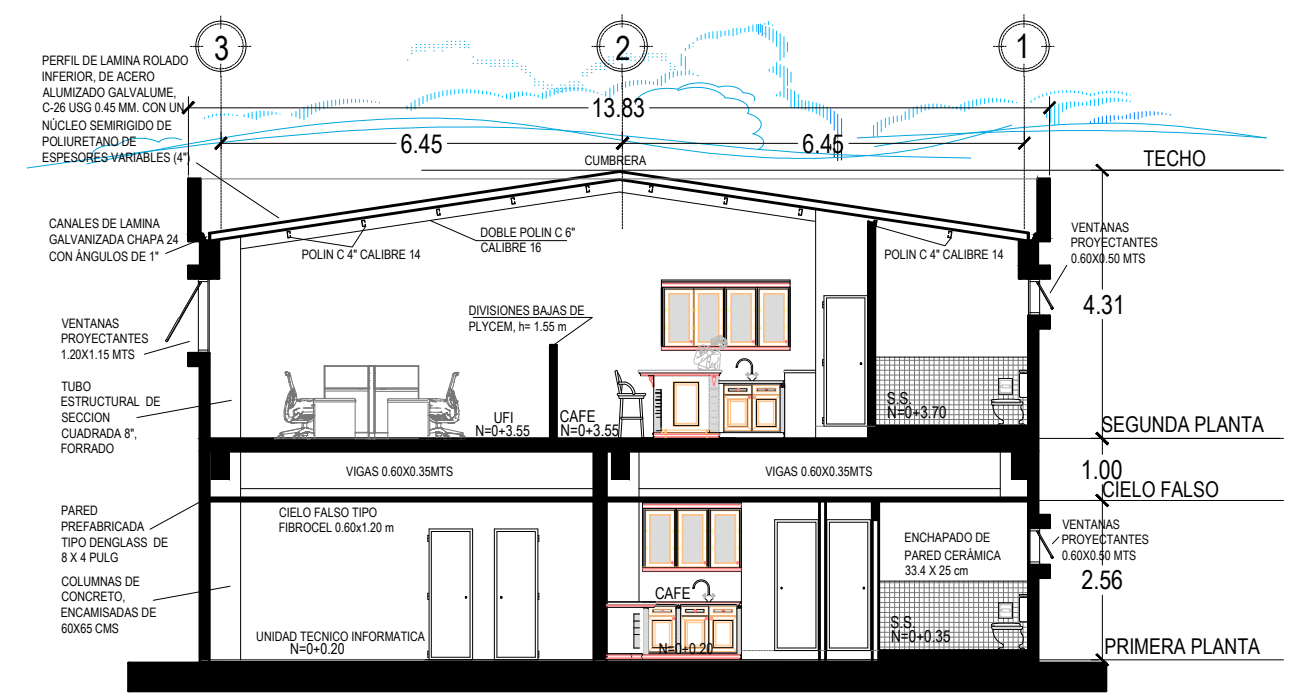 3
2
1
PERFIL DE LAMINA ROLADO
INFERIOR, DE ACERO
ALUMIZADO GALVALUME,
C-26 USG 0.45 MM. CON UN
NÚCLEO SEMIRIGIDO DE
POLIURETANO DE
ESPESORES VARIABLES (4")
13.83
6.45
6.45
CUMBRERA
TECHO
CANALES DE LAMINA
GALVANIZADA CHAPA 24
CON ÁNGULOS DE 1"
POLIN C 4" CALIBRE 14
DOBLE POLIN C 6"
CALIBRE 16
POLIN C 4" CALIBRE 14
VENTANAS
PROYECTANTES
0.60X0.50 MTS
4.31
VENTANAS
PROYECTANTES
1.20X1.15 MTS
DIVISIONES BAJAS DE
PLYCEM, h= 1.55 m
TUBO
ESTRUCTURAL DE
SECCION
CUADRADA 8",
FORRADO
UFI
N=0+3.55
CAFE
N=0+3.55
S.S.
N=0+3.70
SEGUNDA PLANTA
VIGAS 0.60X0.35MTS
VIGAS 0.60X0.35MTS
1.00
CIELO FALSO
PARED
PREFABRICADA
TIPO DENGLASS DE
8 X 4 PULG
CIELO FALSO TIPO
FIBROCEL 0.60x1.20 m
ENCHAPADO DE
PARED CERÁMICA
33.4 X 25 cm
VENTANAS
PROYECTANTES
0.60X0.50 MTS
2.56
COLUMNAS DE
CONCRETO,
ENCAMISADAS DE
60X65 CMS
CAFE
UNIDAD TECNICO INFORMATICA
N=0+0.20
N=0+0.20
S.S.
N=0+0.35
PRIMERA PLANTA